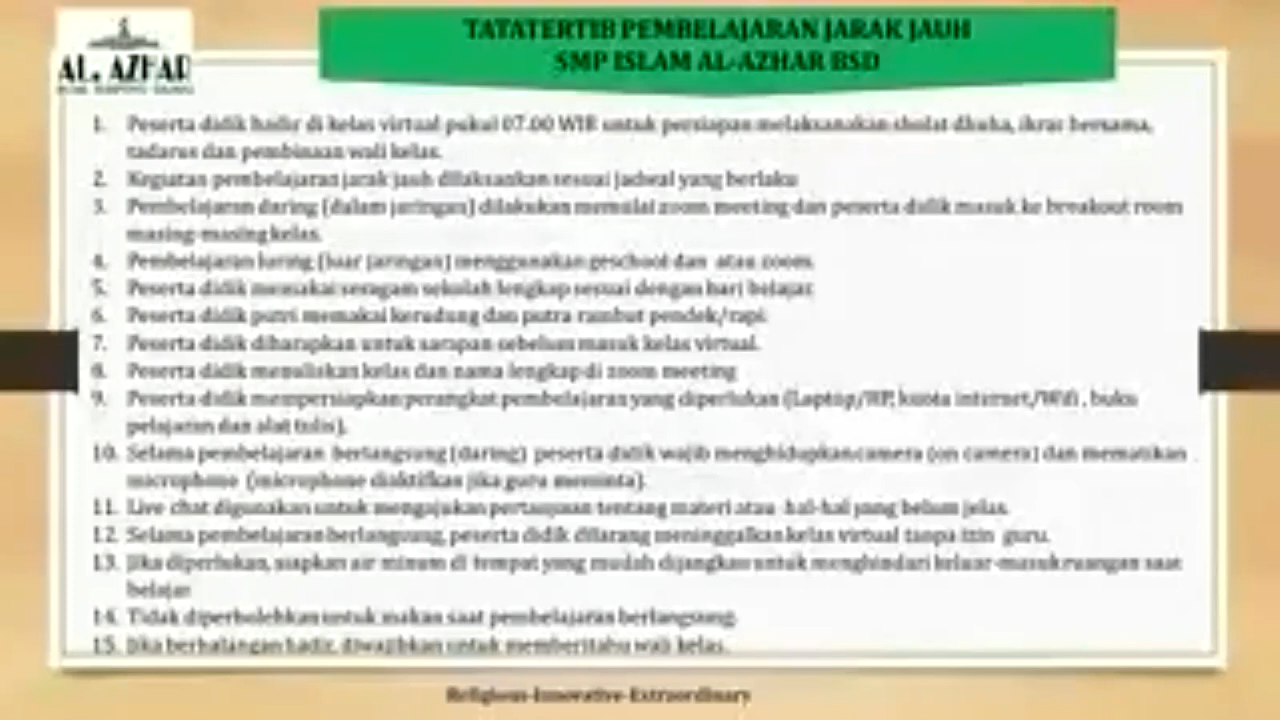 AL AZHAR
TATATERTIB PEMBELAJARAN JARAK JAUH
SMP ISLAM AL-AZHAR BSD
1. Peserta didik hadir di kelas virtual pukul 07.00 WIB untuk persiapan melaksanakan sholat dhuha, ikrar bersama,
tadarus dan pembinaan wali kelas.
2. Kegiatan pembelajaran jarak jauh dilaksankan sesuai jadwal yang berlaku
3. Pembelajaran daring (dalam jaringan) dilakukan memulai zoom meeting dan peserta didik masuk ke breakout room
masing-masing kelas.
4. Pembelajaran luring (luar jaringan) menggunakan geschool dan atau zoom.
5. Peserta didik memakai seragam sekolah lengkap sesuai dengan hari belajar.
6. Peserta didik putri memakai kerudung dan putra rambut pendek/rapi
7. Peserta didik diharapkan untuk sarapan sebelum masuk kelas virtual.
8. Peserta didik menuliskan kelas dan nama lengkap di zoom meeting
9. Peserta didik mempersiapkan perangkat pembelajaran yang diperlukan (Laptop/HP, kuota internet/Wifi , buku
pelajaran dan alat tulis).
10. Selama pembelajaran berlangsung (daring) peserta didik wajib menghidupkan camera (on camera) dan mematikan
microphone (microphone diaktifkan jika guru meminta).
11. Live chat digunakan untuk mengajukan pertanyaan tentang materi atau hal-hal yang belum jelas.
12. Selama pembelajaran berlangsung, peserta didik dilarang meninggalkan kelas virtual tanpa izin guru.
13. Jika diperlukan, siapkan air minum di tempat yang mudah dijangkau untuk menghindari keluar-masuk ruangan saat
belajar
14. Tidak diperbolehkan untuk makan saat pembelajaran berlangsung.
15. Jika berhalangan hadir, diwajibkan untuk memberitahu wali kelas.
Religious-Innovative-Extraordinary